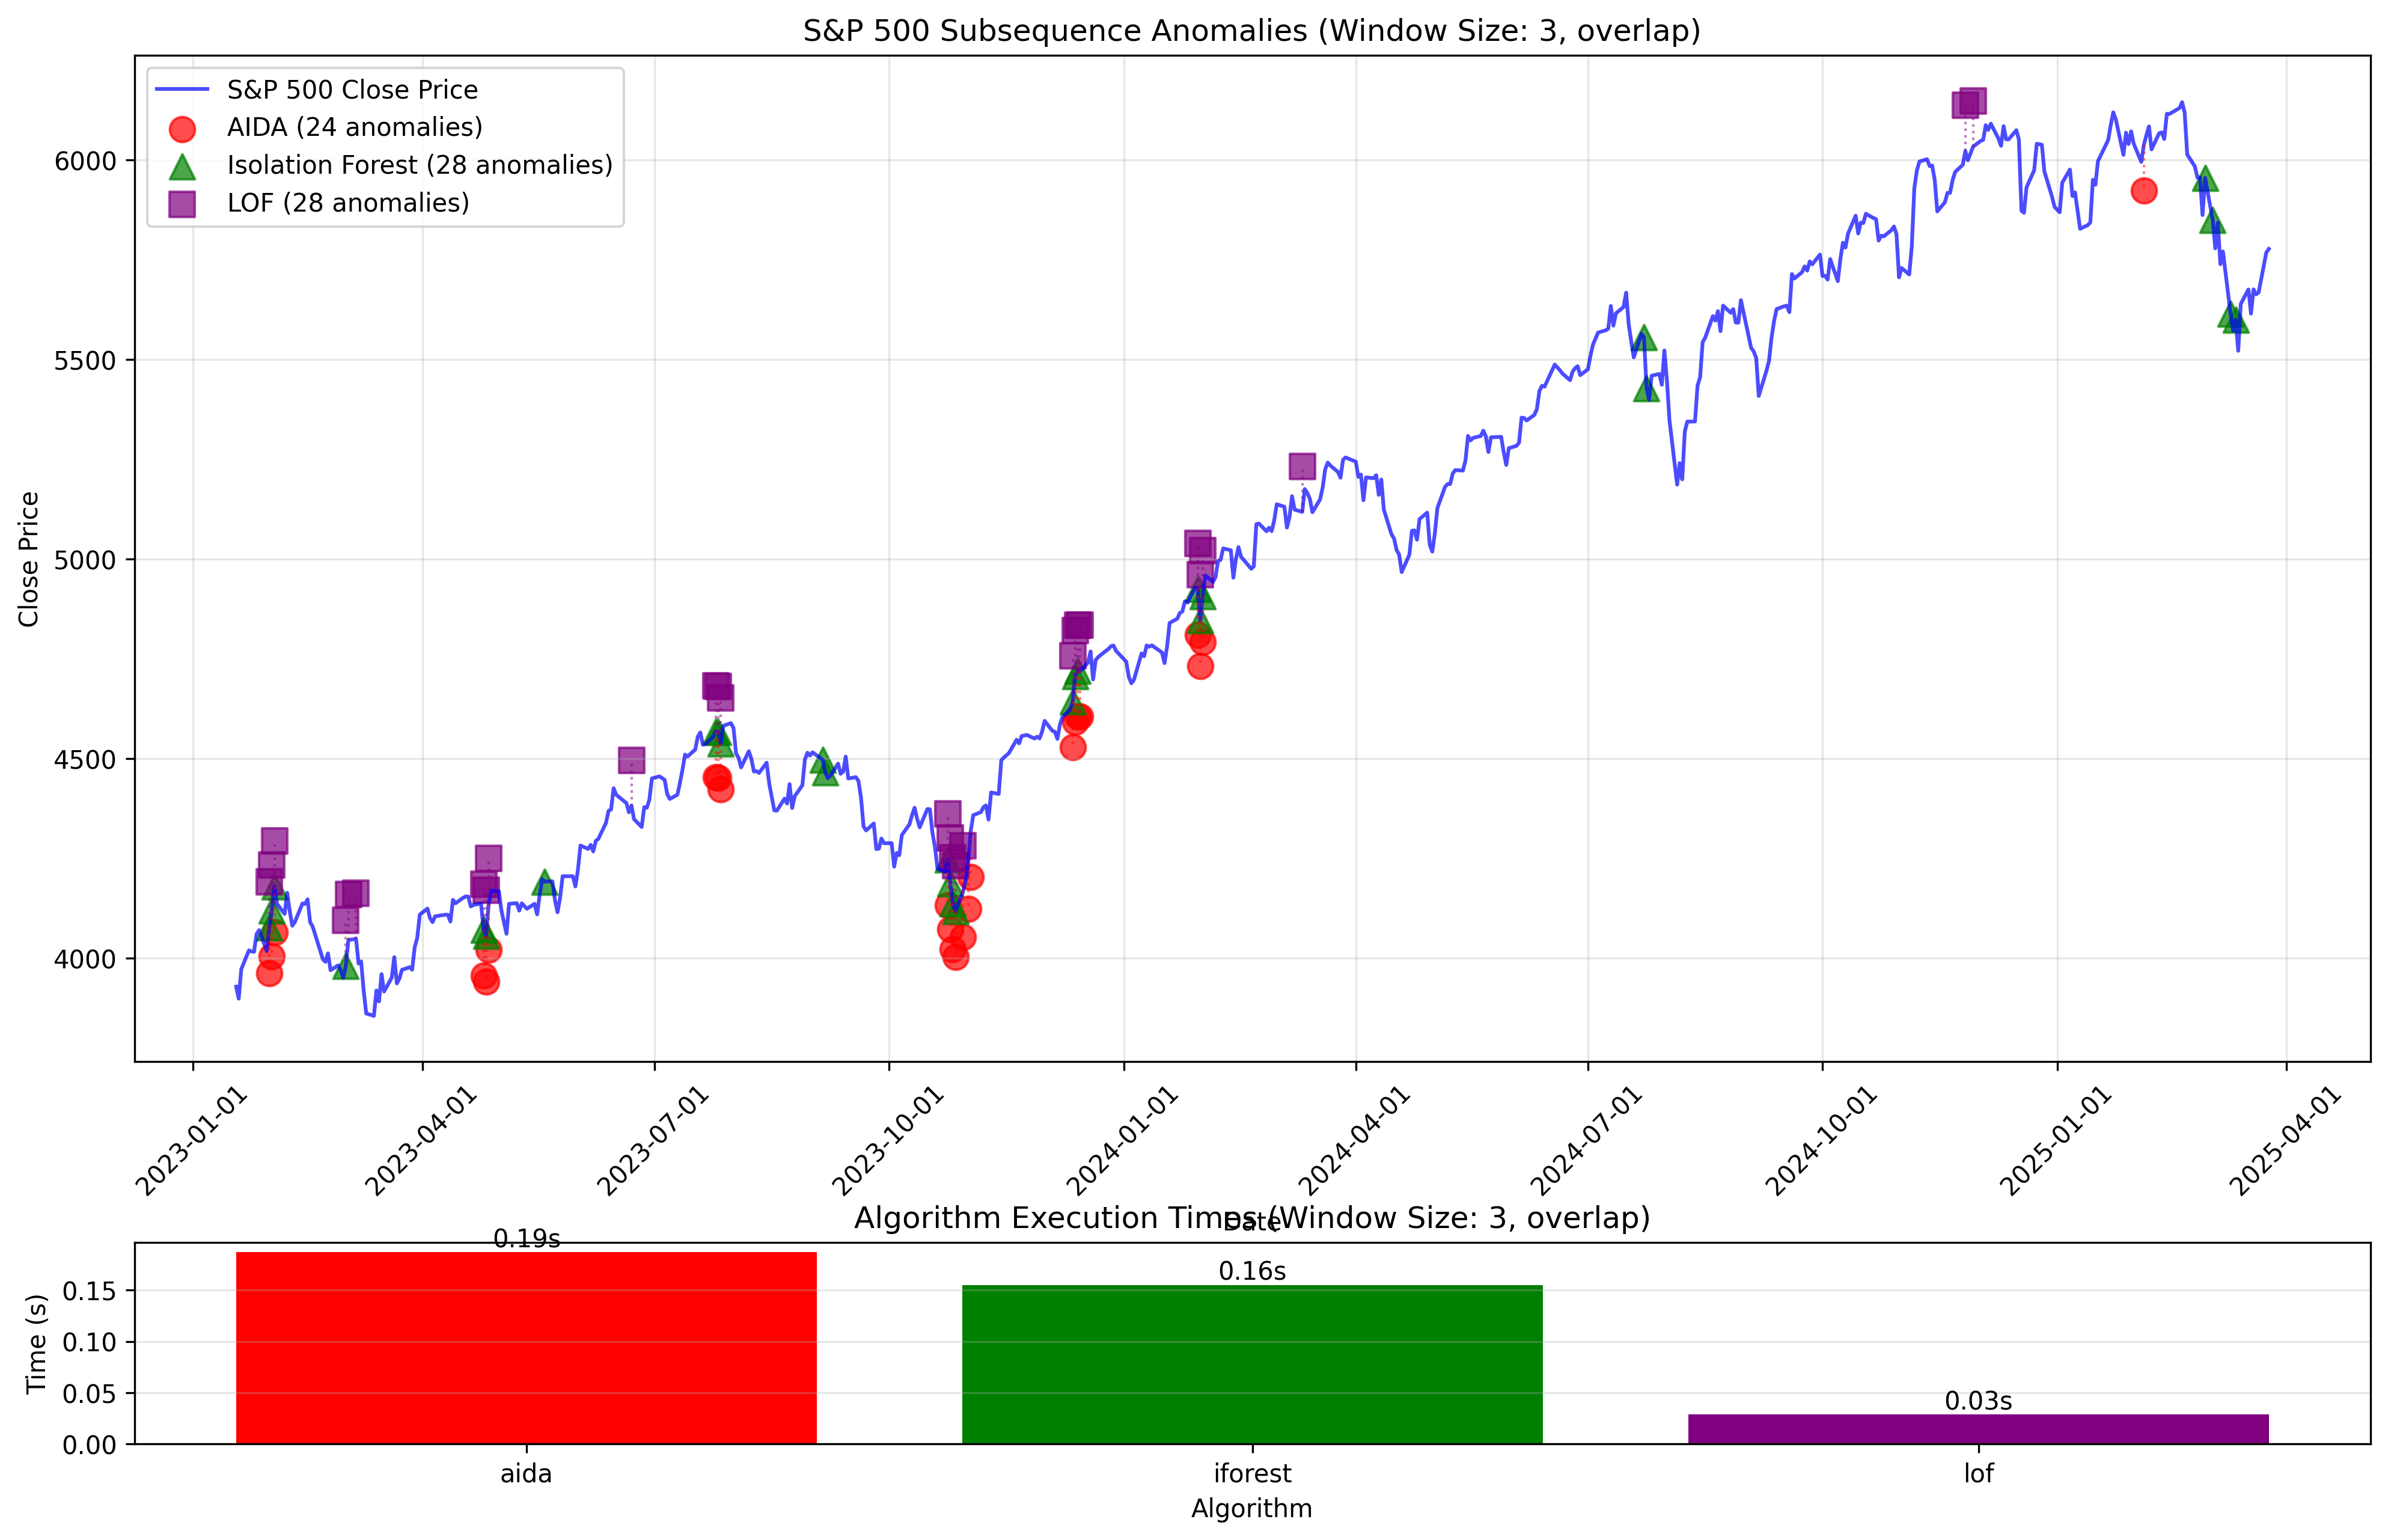 S&P 500 Subsequence Anomalies (Window Size: 3, overlap)
S&P 500 Close Price
AIDA (24 anomalies)
Isolation Forest (28 anomalies)
LOF (28 anomalies)
Close Price
6000
5500
5000
4500
4000
2023-01-01
2023-04-01
2023-07-01
2023-10-01
2024-01-01
2024-04-01
2024-07-01
2024-10-01
2025-01-01
2025-04-01
Date
Algorithm Execution Times (Window Size: 3, overlap)
Time (s)
0.15
0.10
0.05
0.00
0.19s
0.16s
0.03s
aida
iforest
lof
Algorithm